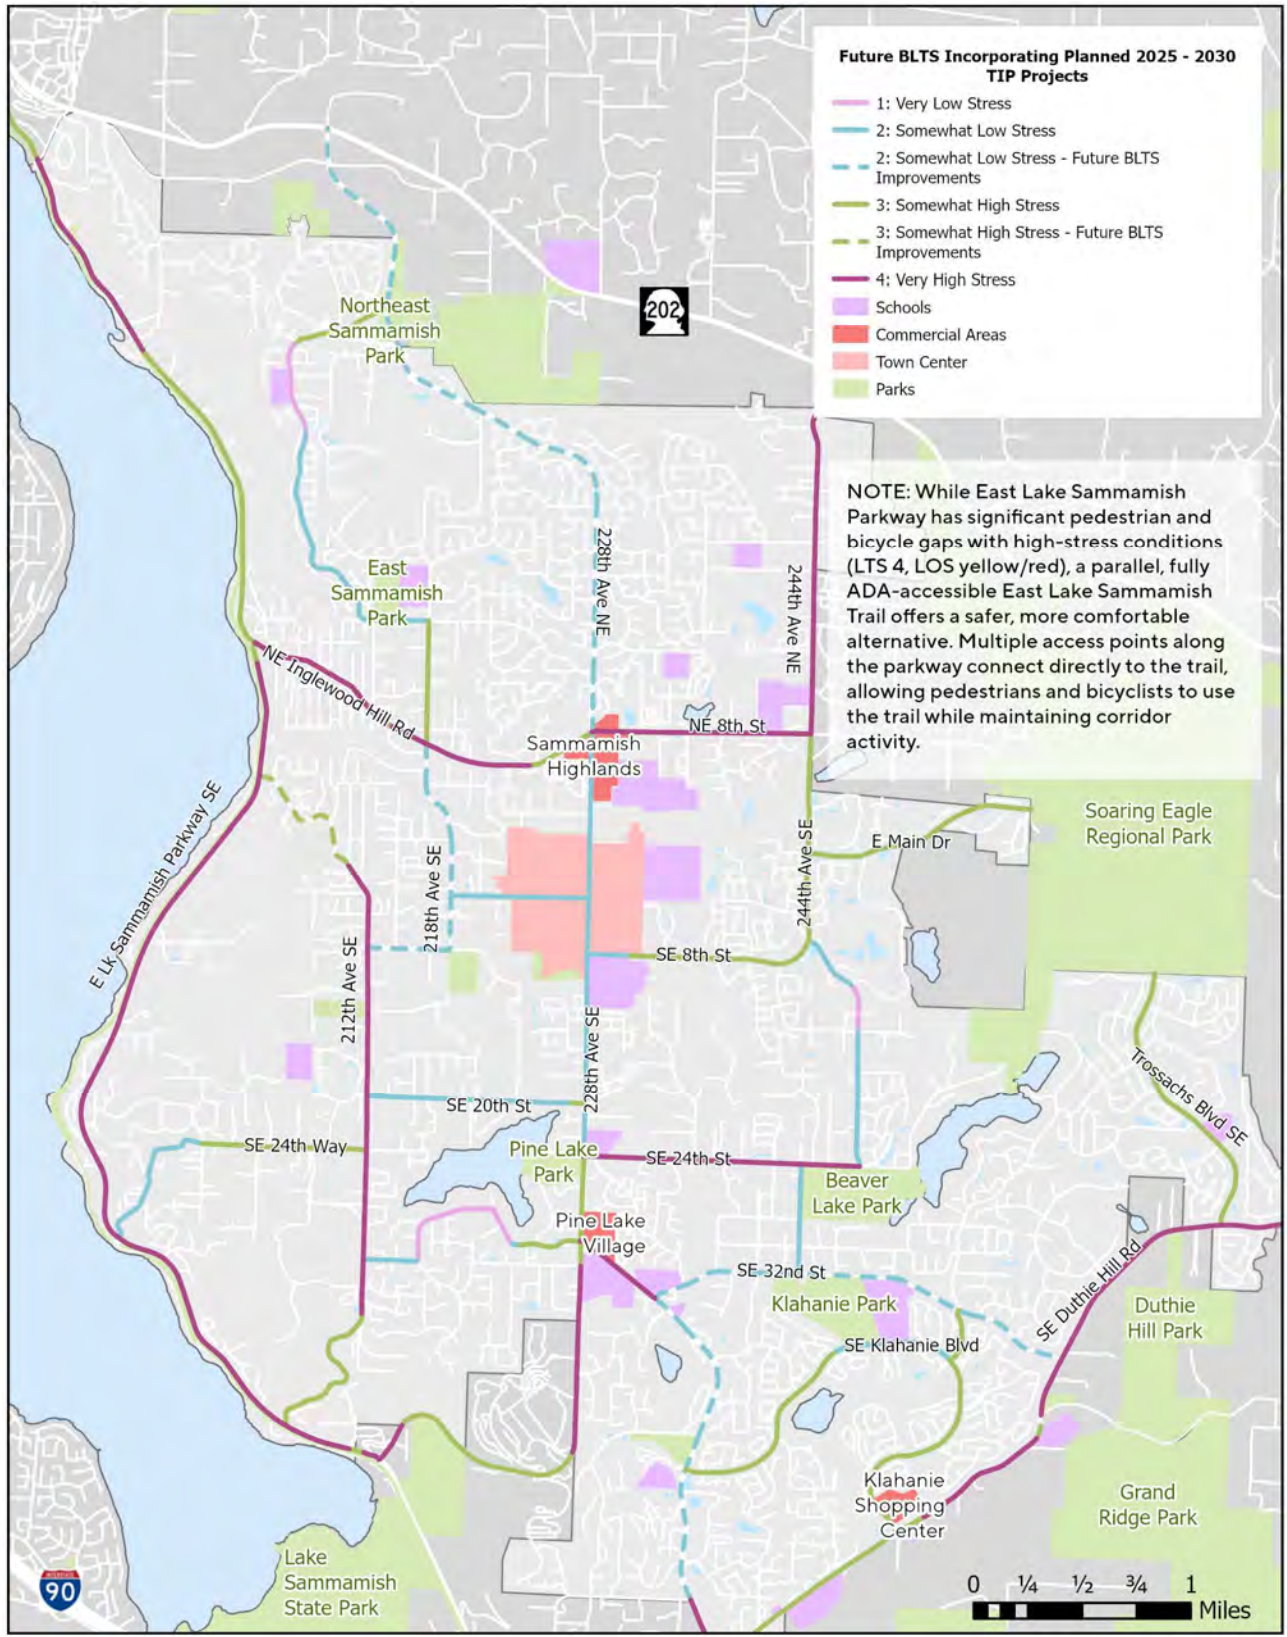 Future BLTS Incorporating Planned 2025 - 2030
TIP Projects
1: Very Low Stress
2: Somewhat Low Stress
2: Somewhat Low Stress - Future BLTS
Improvements
3: Somewhat High Stress
3: Somewhat High Stress - Future BLTS
Improvements
4: Very High Stress
Schools
Commercial Areas
Town Center
Parks
NOTE: While East Lake Sammamish
Parkway has significant pedestrian and
bicycle gaps with high-stress conditions
(LTS 4, LOS yellow/red), a parallel, fully
ADA-accessible East Lake Sammamish
Trail offers a safer, more comfortable
alternative. Multiple access points along
the parkway connect directly to the trail,
allowing pedestrians and bicyclists to use
the trail while maintaining corridor
activity.
202
Northeast
Sammamish
Park
228th Ave NE
244th Ave NE
East
Sammamish
Park
NE Inglewood Hill Rd
NE 8th St
Sammamish
Highlands
E Lk Sammamish Parkway SE
Soaring Eagle
Regional Park
E Main Dr
218th Ave SE
244th Ave SE
212th Ave SE
SE 8th St
228th Ave SE
Trossachs Blvd SE
SE 20th St
SE 24th Way
Pine Lake
Park
SE 24th St
Beaver
Lake Park
Pine Lake
Village
SE 32nd St
Klahanie Park
SE Duthie Hill Rd
Duthie
Hill Park
SE Klahanie Blvd
Klahanie
Shopping
Center
Grand
Ridge Park
Lake
Sammamish
State Park
INTERSTATE
90
0 ¼ ½ ¾ 1
Miles